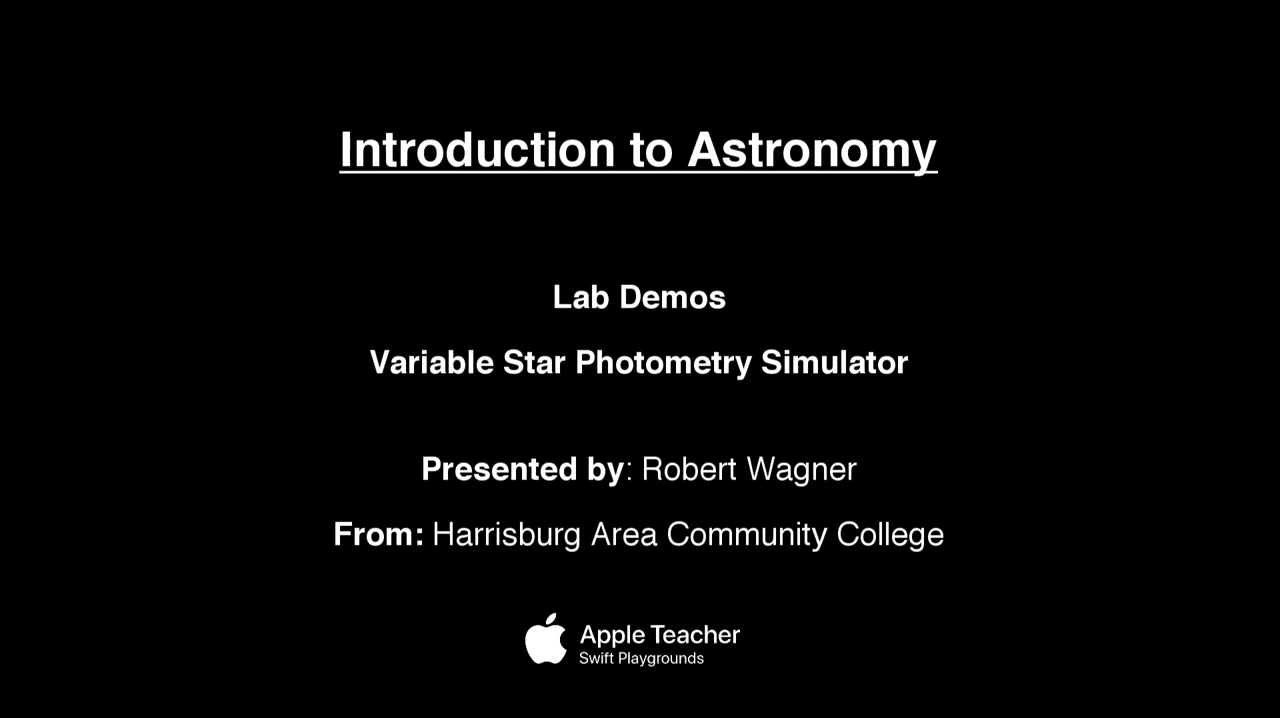 Introduction to Astronomy
Lab Demos
Variable Star Photometry Simulator
Presented by: Robert Wagner
From: Harrisburg Area Community College
Apple Teacher
Swift Playgrounds